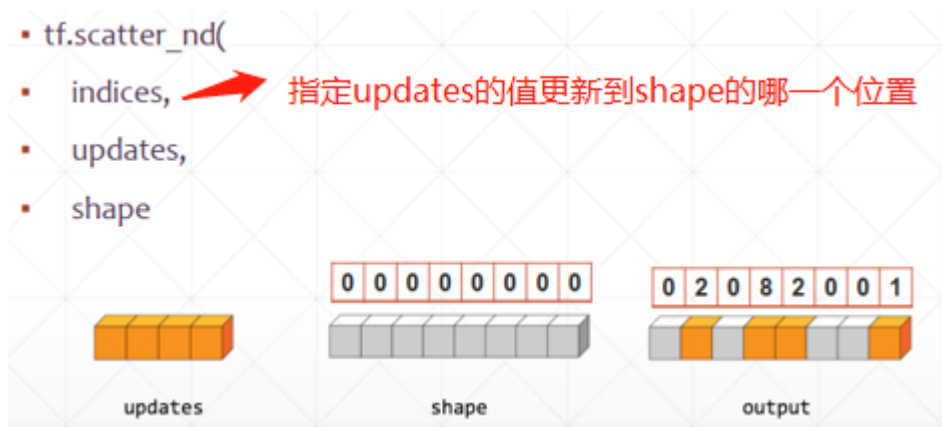 ▪ tf.scatter_nd(
▪ indices, 指定updates的值更新到shape的哪一个位置
▪ updates,
▪ shape
0 0 0 0 0 0 0 0
0 2 0 8 2 0 0 1
updates shape output